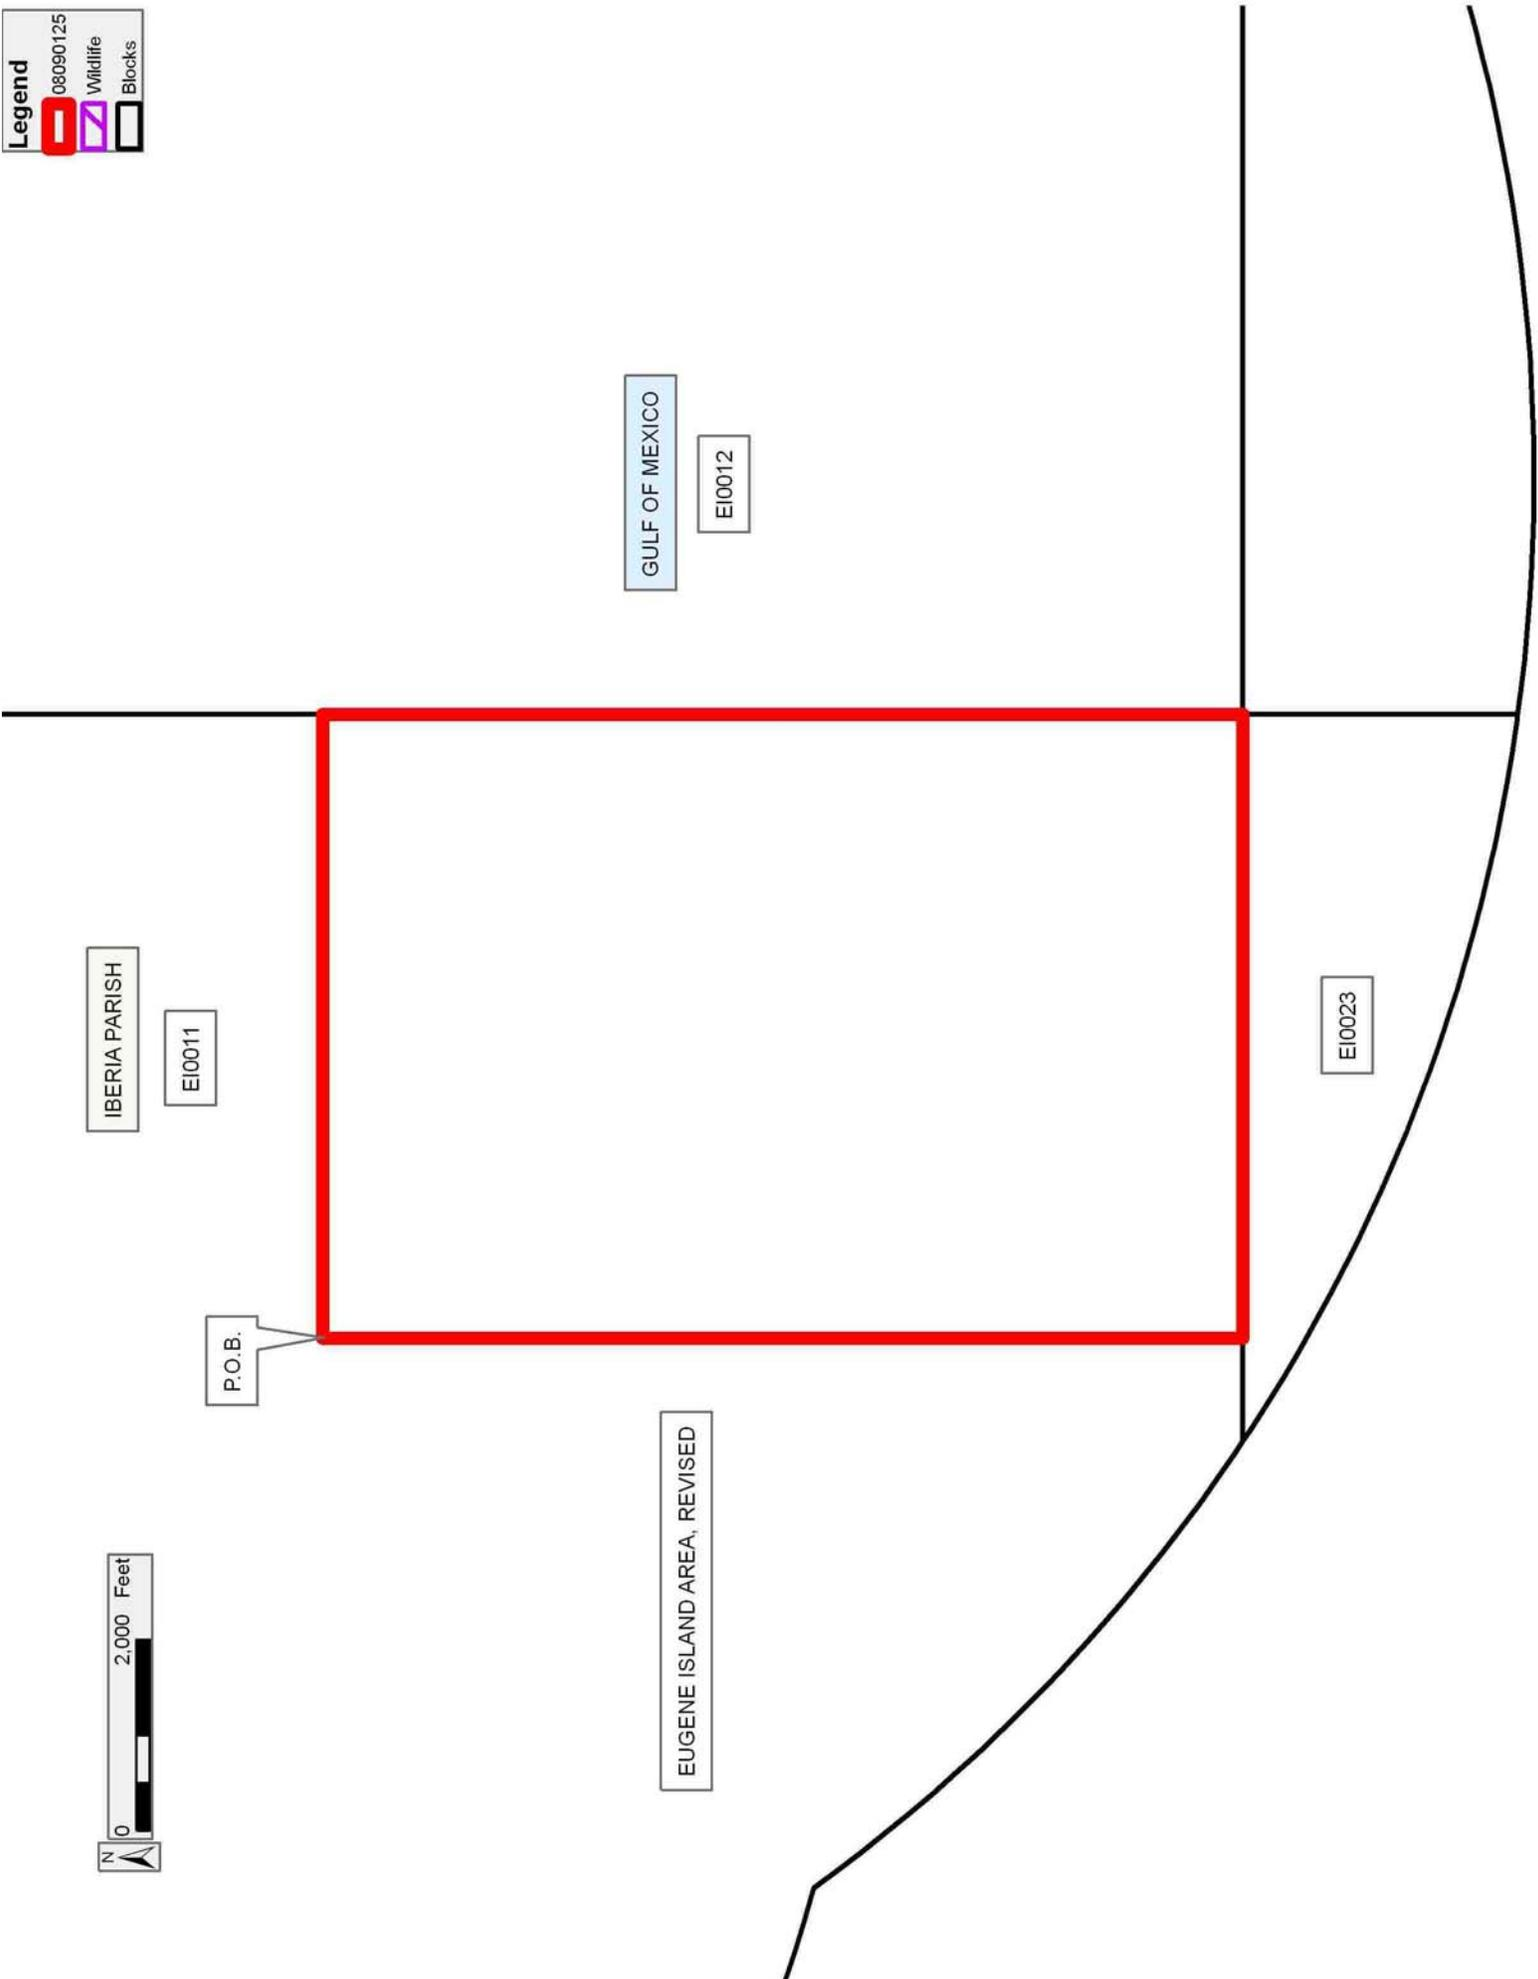 Legend
08090125
Wildlife
Blocks
GULF OF MEXICO
EI0012
IBERIA PARISH
EI0011
EI0023
P.O.B.
EUGENE ISLAND AREA, REVISED
0 2,000 Feet
N